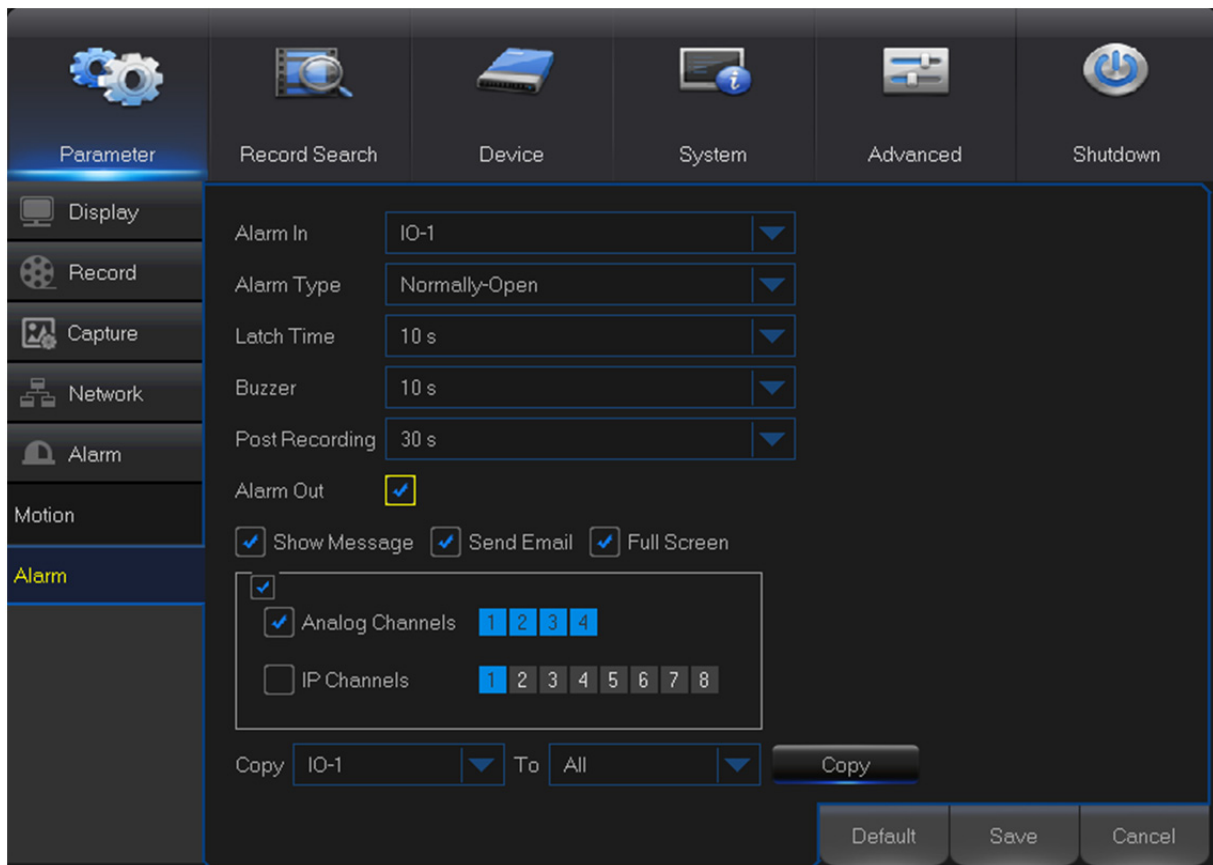 Parameter Record Search Device System Advanced Shutdown
Display
Record
Capture
Network
Alarm
Motion
Alarm
Alarm In IO-1
Alarm Type Normally-Open
Latch Time 10 s
Buzzer 10 s
Post Recording 30 s
Alarm Out
Show Message Send Email Full Screen
Analog Channels 1 2 3 4
IP Channels 1 2 3 4 5 6 7 8
Copy IO-1 To All Copy
Default Save Cancel